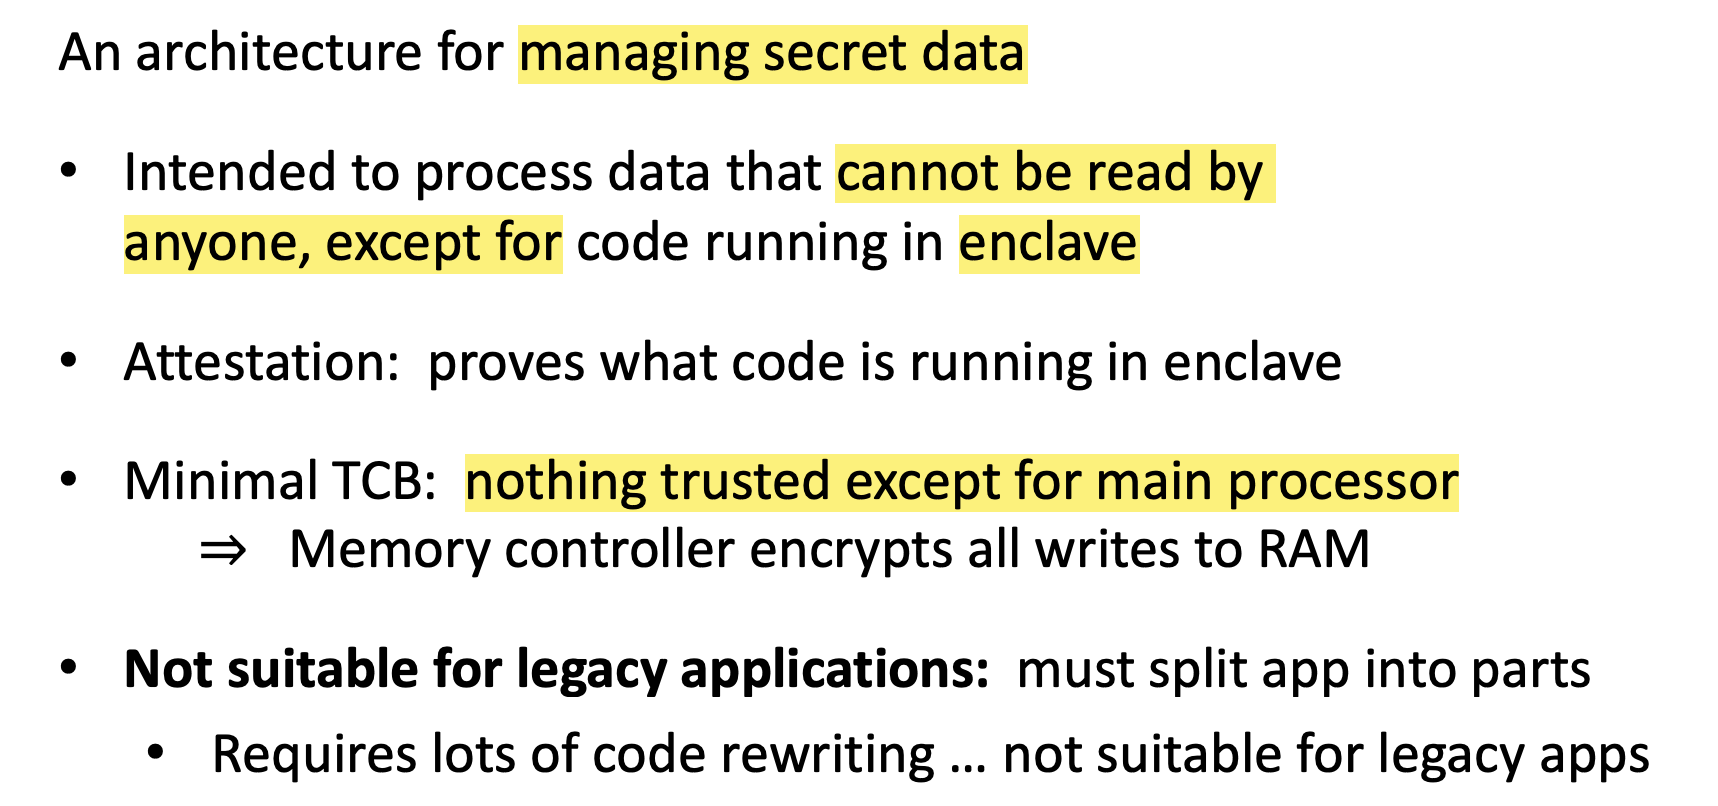 An architecture for managing secret data
• Intended to process data that cannot be read by
anyone, except for code running in enclave
• Attestation:  proves what code is running in enclave
• Minimal TCB:  nothing trusted except for main processor
⇒ Memory controller encrypts all writes to RAM
• Not suitable for legacy applications:  must split app into parts
• Requires lots of code rewriting … not suitable for legacy apps